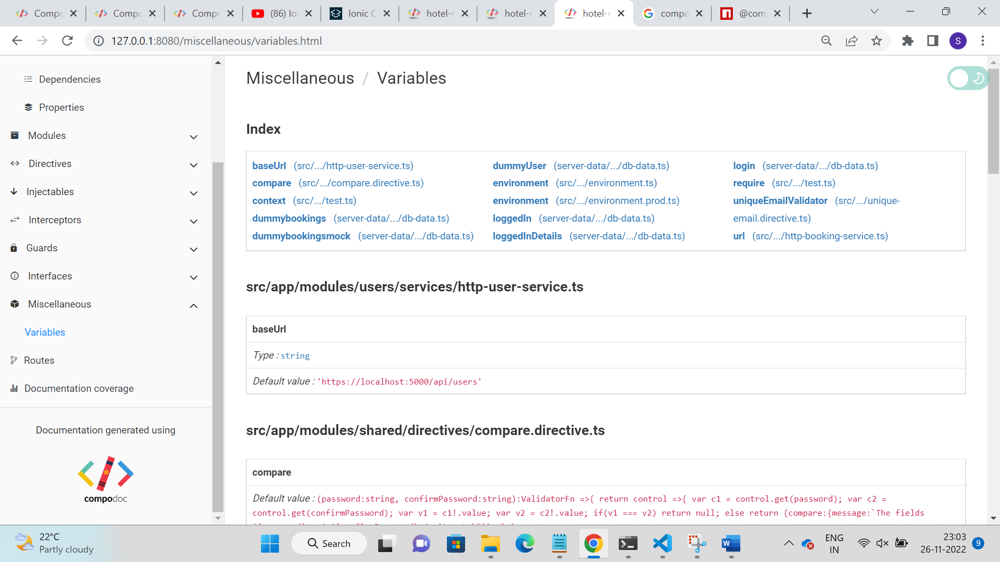 Compo
Compo
Compo
(86) Ion
Ionic C
hotel-r
hotel-r
hotel-r
compo
@com
127.0.0.1:8080/miscellaneous/variables.html
S
Dependencies
Properties
Modules
Directives
Injectables
Interceptors
Guards
Interfaces
Miscellaneous
Variables
Routes
Documentation coverage
Documentation generated using
compodoc
Miscellaneous / Variables
Index
baseUrl (src/.../http-user-service.ts)
compare (src/.../compare.directive.ts)
context (src/.../test.ts)
dummybookings (server-data/.../db-data.ts)
dummybookingsmock (server-data/.../db-data.ts)
dummyUser (server-data/.../db-data.ts)
environment (src/.../environment.ts)
environment (src/.../environment.prod.ts)
loggedIn (server-data/.../db-data.ts)
loggedInDetails (server-data/.../db-data.ts)
login (server-data/.../db-data.ts)
require (src/.../test.ts)
uniqueEmailValidator (src/.../unique-
email.directive.ts)
url (src/.../http-booking-service.ts)
src/app/modules/users/services/http-user-service.ts
baseUrl
Type : string
Default value : 'https://localhost:5000/api/users'
src/app/modules/shared/directives/compare.directive.ts
compare
Default value : (password:string, confirmPassword:string):ValidatorFn =>{ return control =>{ var c1 = control.get(password); var c2 =
control.get(confirmPassword); var v1 = c1!.value; var v2 = c2!.value; if(v1 === v2) return null; else return {compare:{message:`The fields
22°C
Partly cloudy
Search
ENG
IN
23:03
26-11-2022
9